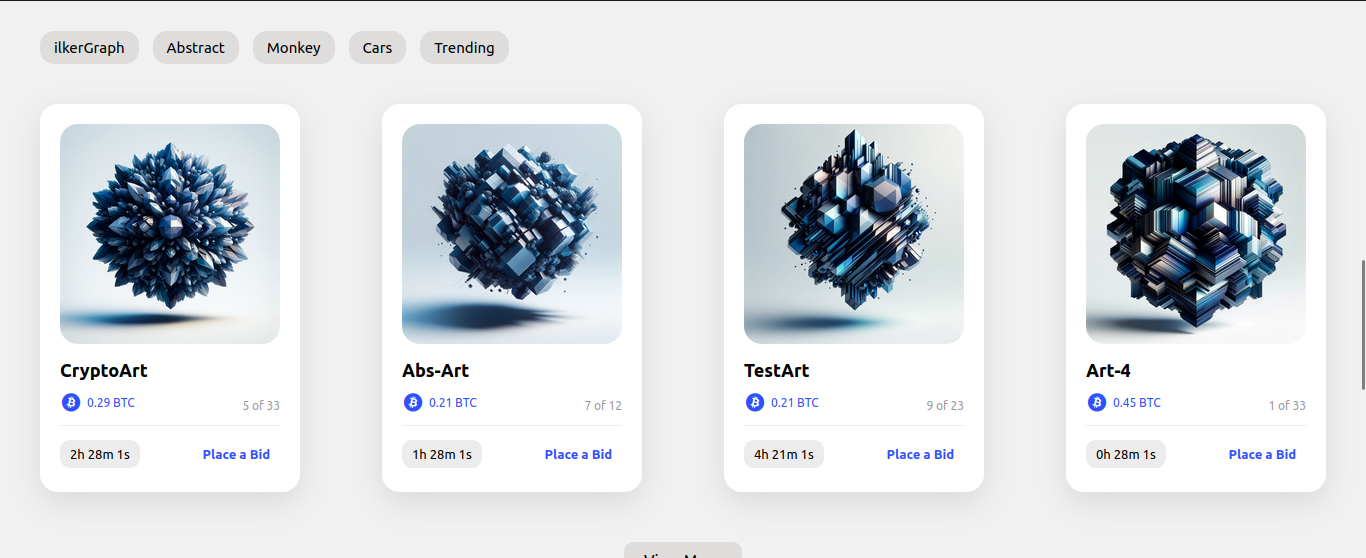 ilkerGraph
Abstract
Monkey
Cars
Trending
CryptoArt
0.29 BTC
5 of 33
2h 28m 1s
Place a Bid
Abs-Art
0.21 BTC
7 of 12
1h 28m 1s
Place a Bid
TestArt
0.21 BTC
9 of 23
4h 21m 1s
Place a Bid
Art-4
0.45 BTC
1 of 33
0h 28m 1s
Place a Bid